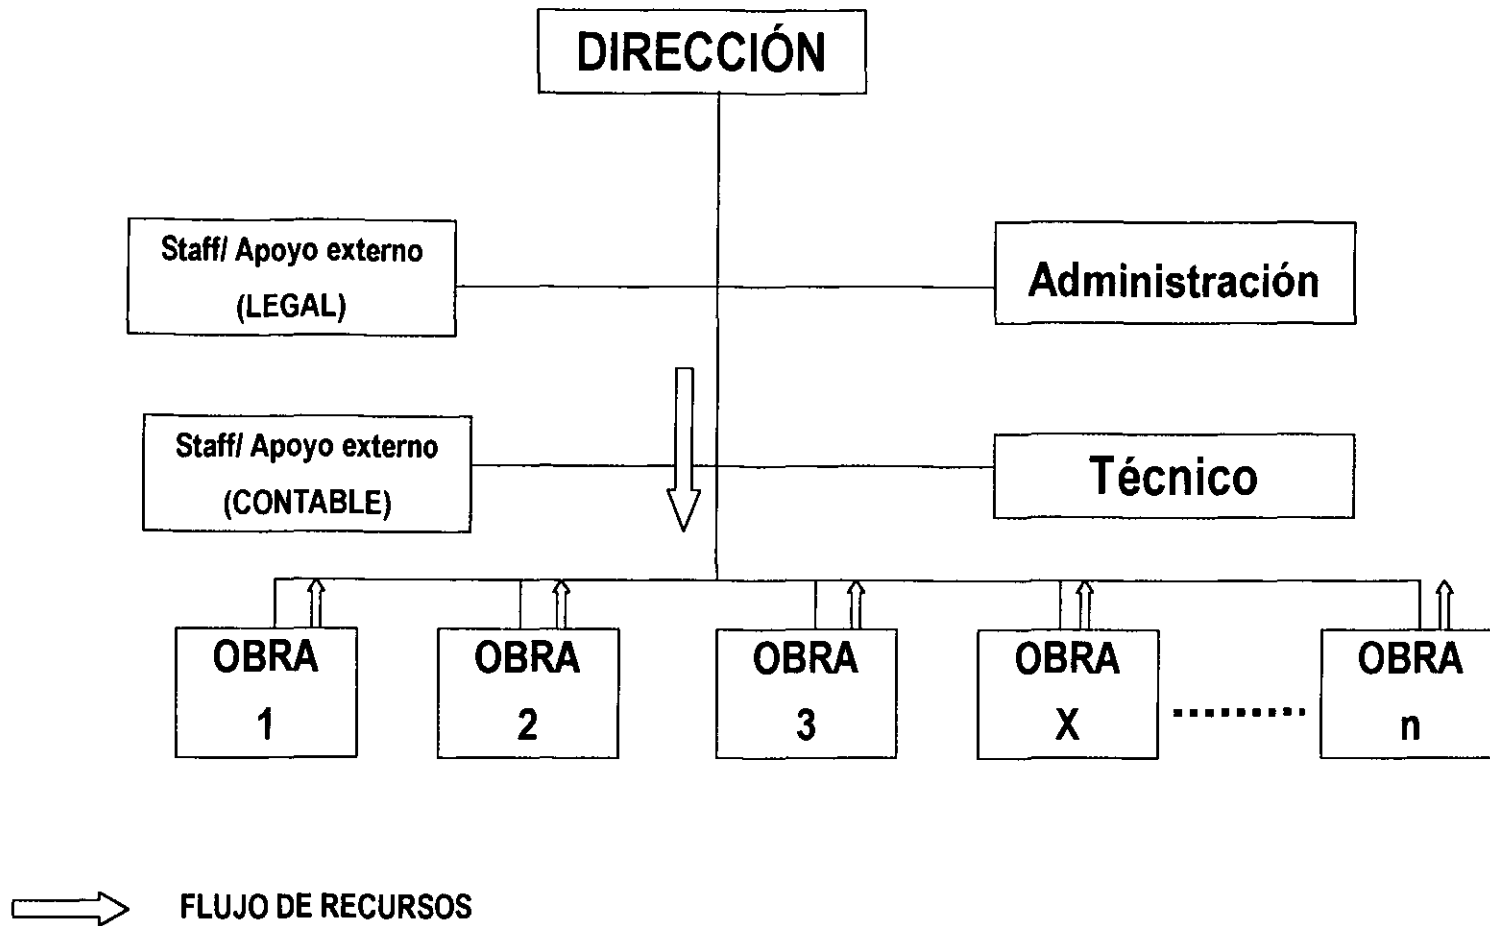 DIRECCIÓN
Staff/ Apoyo externo
(LEGAL)
Administración
Staff/ Apoyo externo
(CONTABLE)
Técnico
OBRA
1
OBRA
2
OBRA
3
OBRA
X
OBRA
n
FLUJO DE RECURSOS